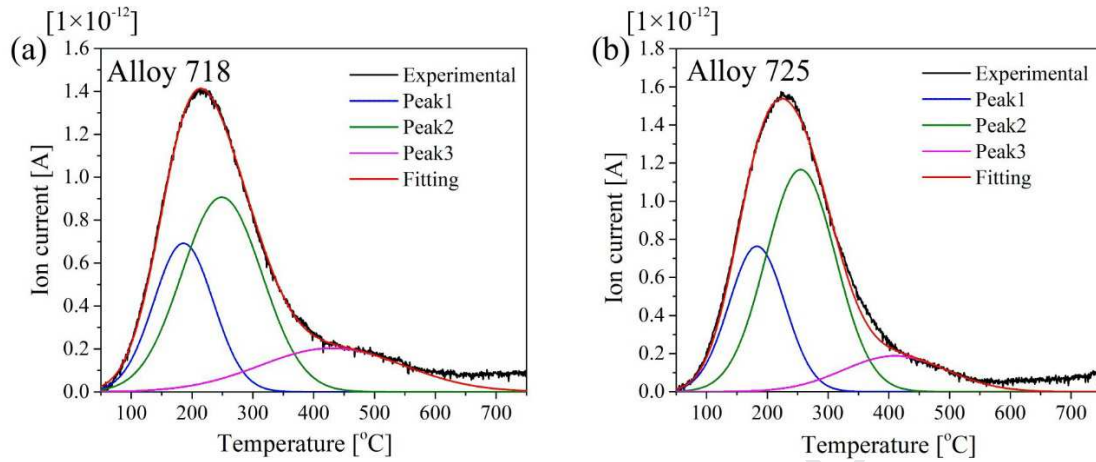 [1×10⁻¹²]
(a)
Alloy 718
Experimental
Peak1
Peak2
Peak3
Fitting
1.6
1.4
1.2
1.0
0.8
0.6
0.4
0.2
0.0
Ion current [A]
100 200 300 400 500 600 700
Temperature [°C]
[1×10⁻¹²]
(b)
Alloy 725
Experimental
Peak1
Peak2
Peak3
Fitting
1.8
1.6
1.4
1.2
1.0
0.8
0.6
0.4
0.2
0.0
Ion current [A]
100 200 300 400 500 600 700
Temperature [°C]